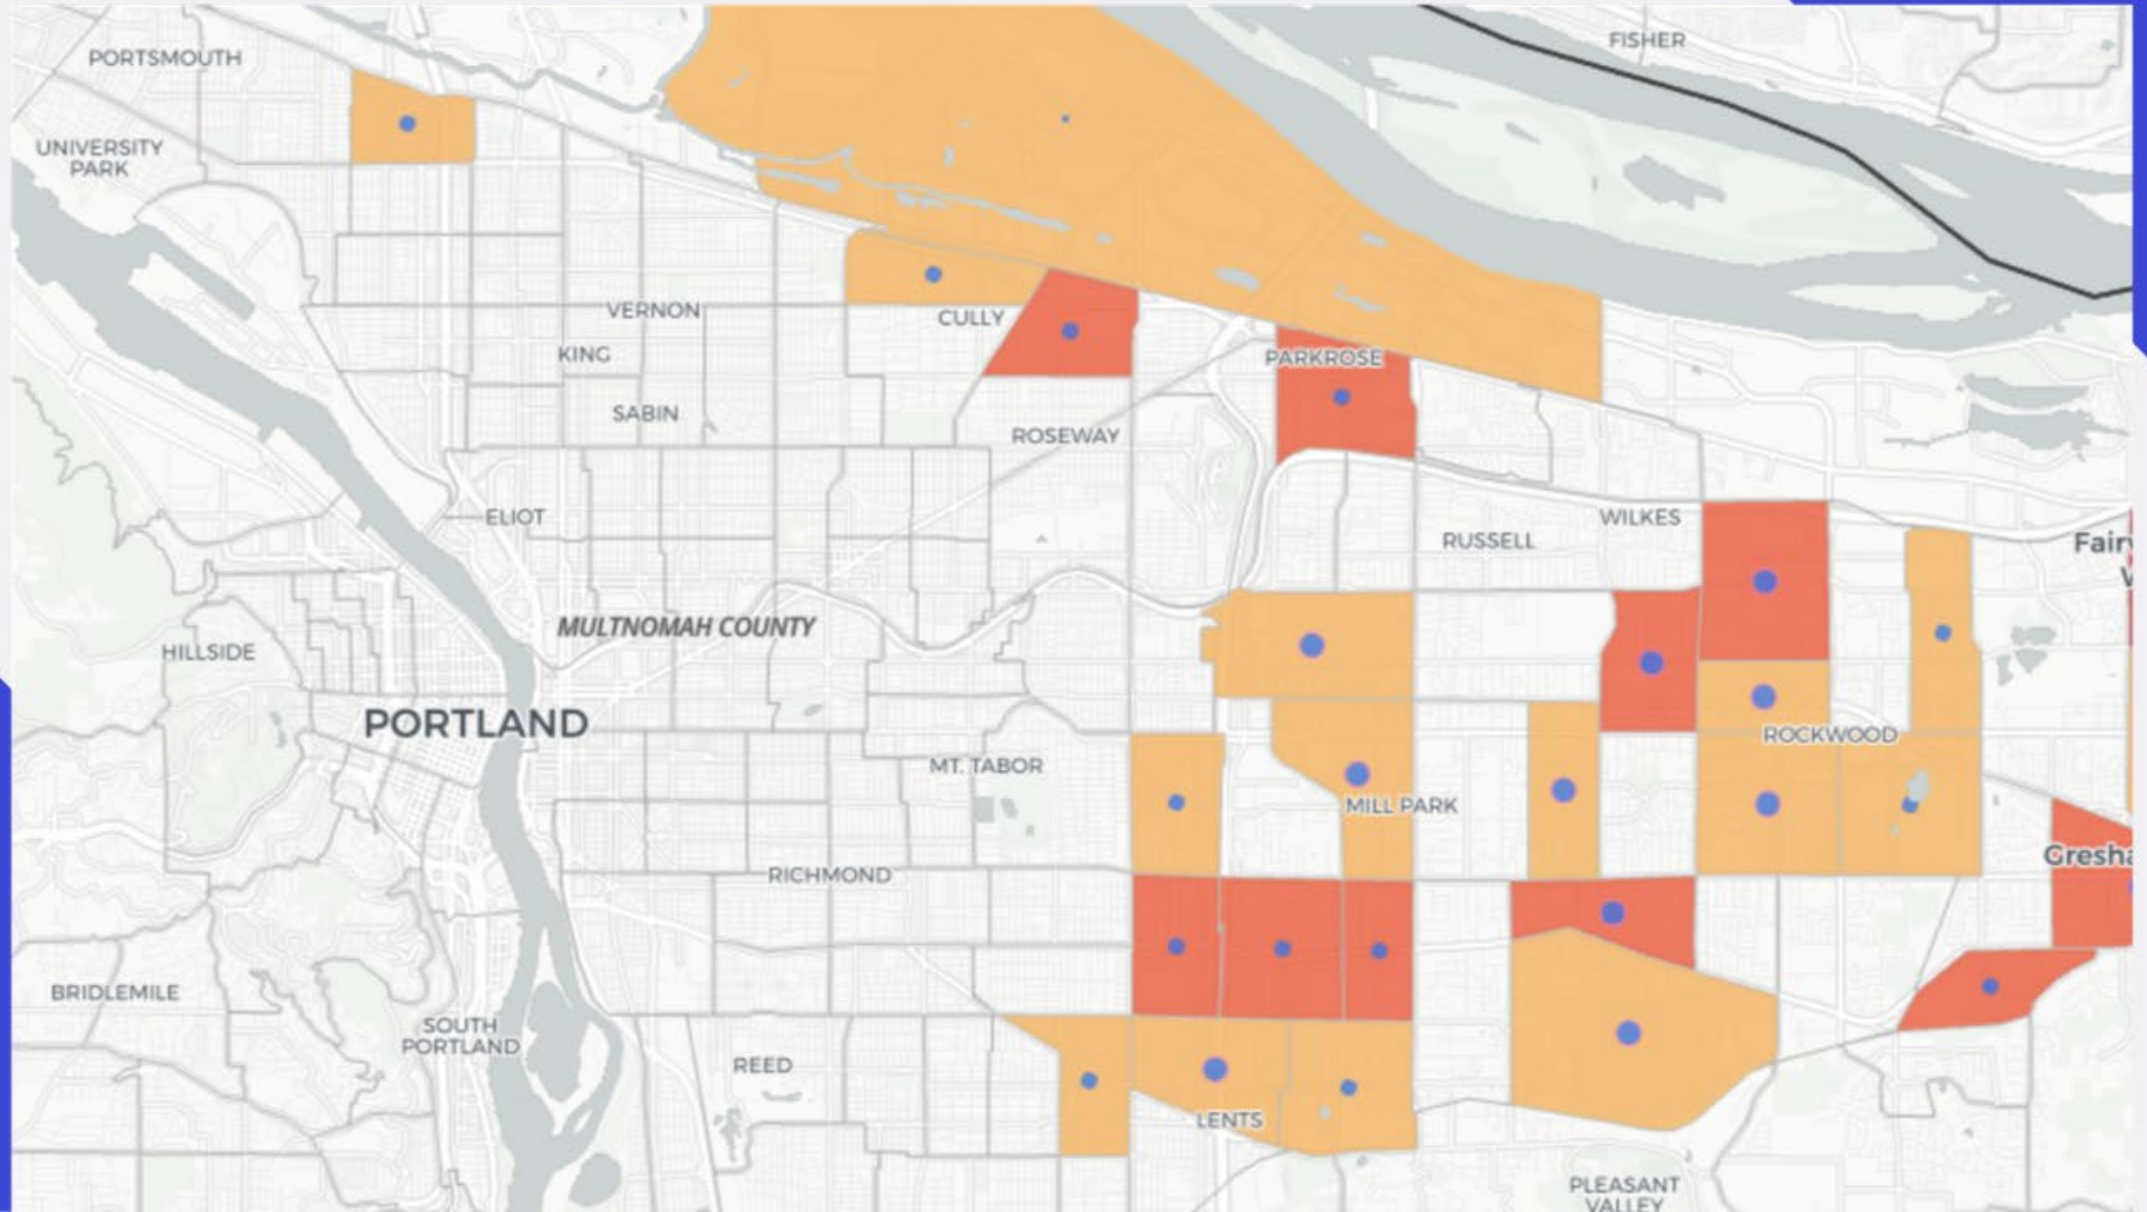 FISHER
PORTSMOUTH
UNIVERSITY
PARK
VERNON
CULLY
KING
PARKROSE
SABIN
ROSEWAY
ELIOT
WILKES
RUSSELL
MULTNOMAH COUNTY
HILLSIDE
PORTLAND
ROCKWOOD
MT. TABOR
MILL PARK
RICHMOND
BRIDLEMILE
SOUTH
PORTLAND
REED
LENTS
PLEASANT
VALLEY